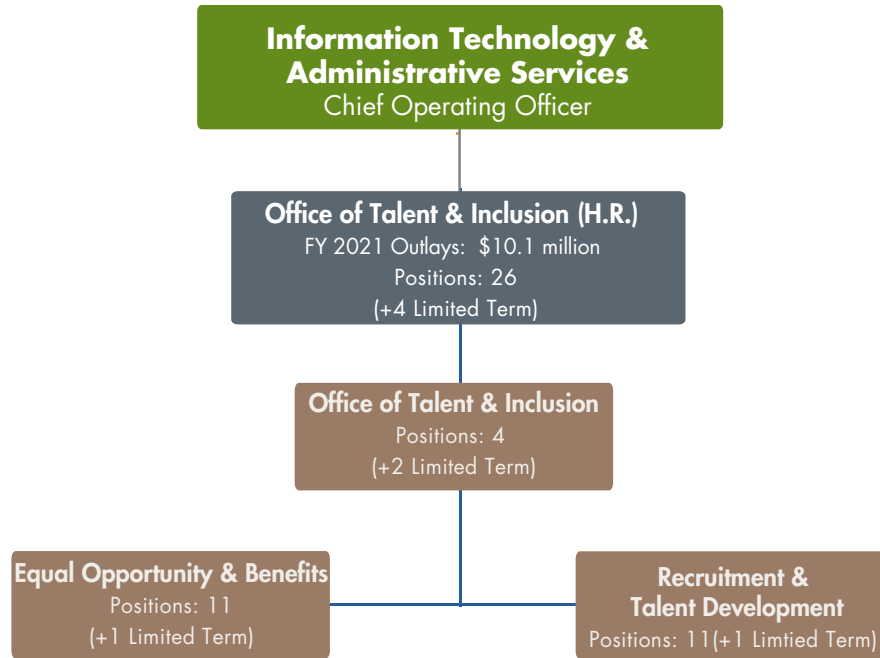 Information Technology &
Administrative Services
Chief Operating Officer
Office of Talent & Inclusion (H.R.)
FY 2021 Outlays: $10.1 million
Positions: 26
(+4 Limited Term)
Office of Talent & Inclusion
Positions: 4
(+2 Limited Term)
Equal Opportunity & Benefits
Positions: 11
(+1 Limited Term)
Recruitment &
Talent Development
Positions: 11(+1 Limtied Term)